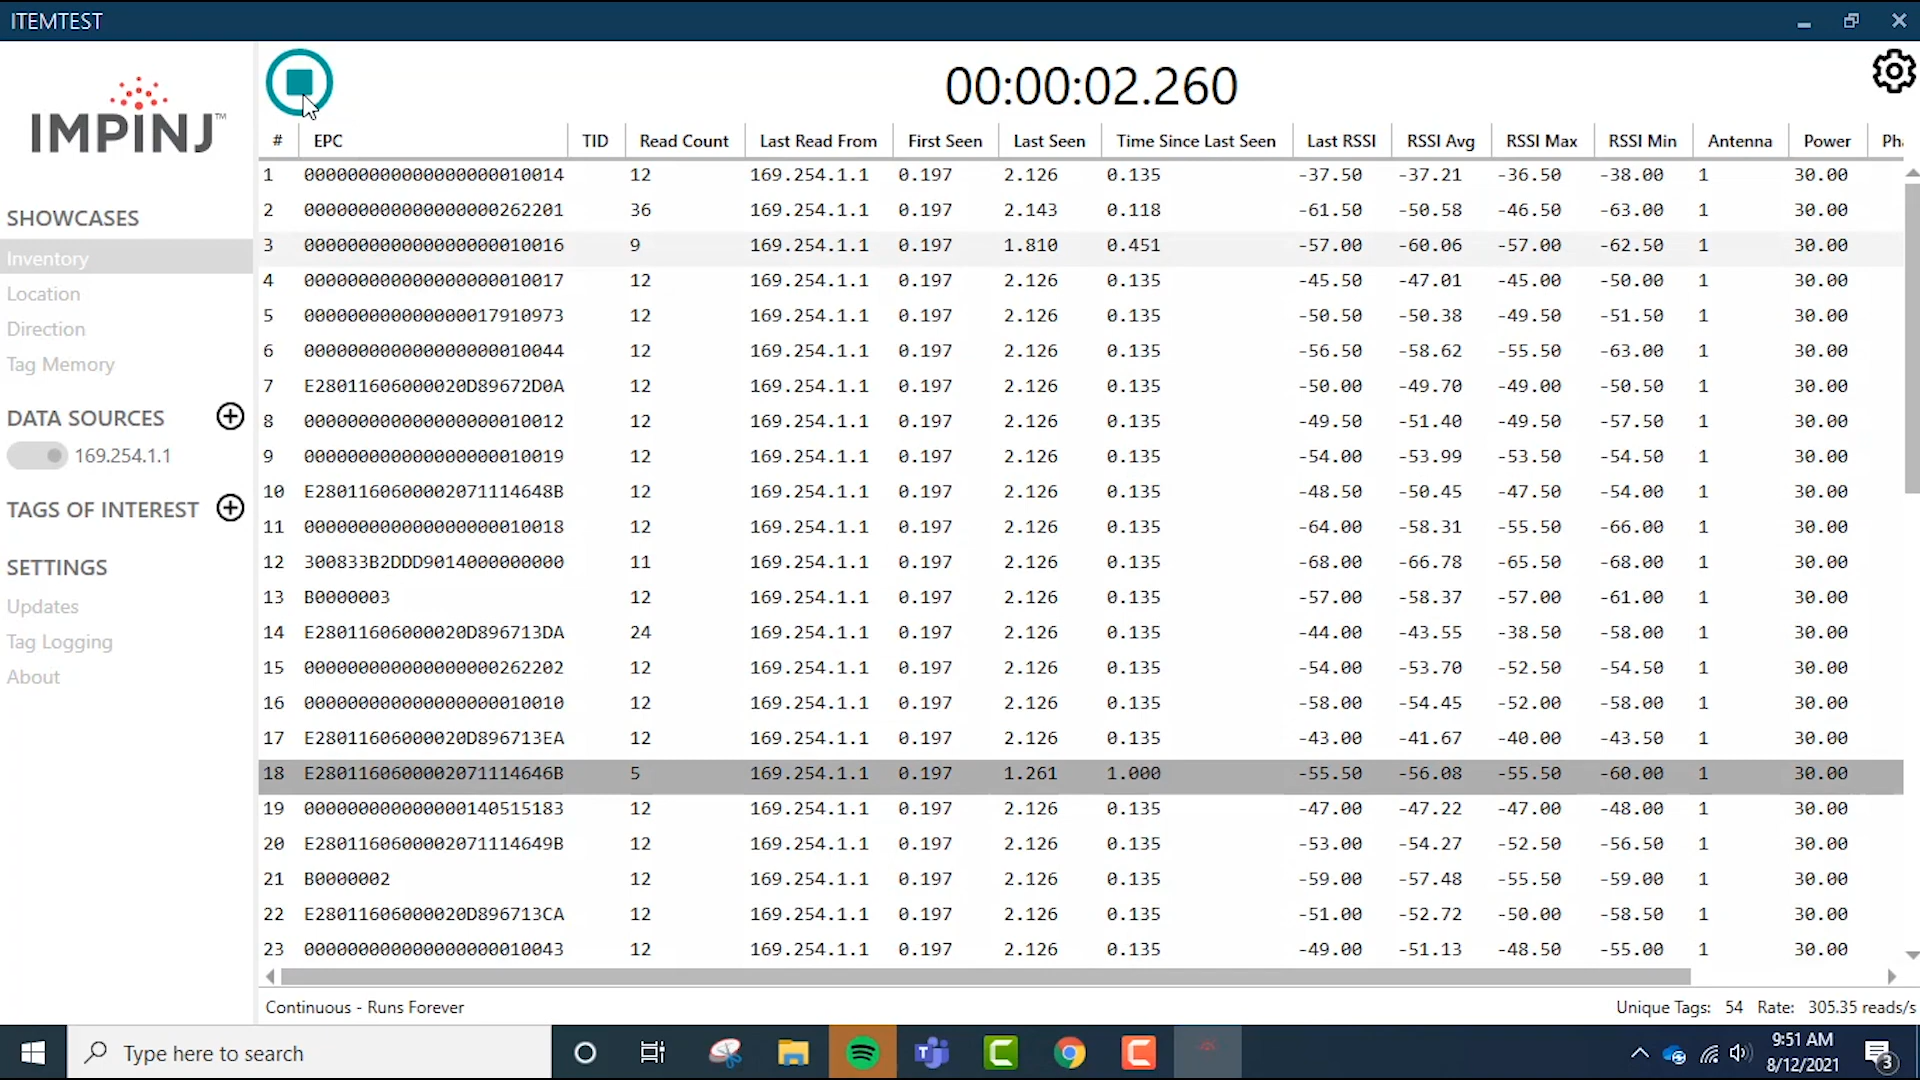 ITEMTEST
IMPINJ™
00:00:02.260
SHOWCASES
Inventory
Location
Direction
Tag Memory
DATA SOURCES
169.254.1.1
TAGS OF INTEREST
SETTINGS
Updates
Tag Logging
About
# EPC TID Read Count Last Read From First Seen Last Seen Time Since Last Seen Last RSSI RSSI Avg RSSI Max RSSI Min Antenna Power Ph
1 000000000000000000010014 12 169.254.1.1 0.197 2.126 0.135 -37.50 -37.21 -36.50 -38.00 1 30.00
2 000000000000000000262201 36 169.254.1.1 0.197 2.143 0.118 -61.50 -50.58 -46.50 -63.00 1 30.00
3 000000000000000000010016 9 169.254.1.1 0.197 1.810 0.451 -57.00 -60.06 -57.00 -62.50 1 30.00
4 000000000000000000010017 12 169.254.1.1 0.197 2.126 0.135 -45.50 -47.01 -45.00 -50.00 1 30.00
5 000000000000000017910973 12 169.254.1.1 0.197 2.126 0.135 -50.50 -50.38 -49.50 -51.50 1 30.00
6 000000000000000000010044 12 169.254.1.1 0.197 2.126 0.135 -56.50 -58.62 -55.50 -63.00 1 30.00
7 E28011606000020D89672D0A 12 169.254.1.1 0.197 2.126 0.135 -50.00 -49.70 -49.00 -50.50 1 30.00
8 000000000000000000010012 12 169.254.1.1 0.197 2.126 0.135 -49.50 -51.40 -49.50 -57.50 1 30.00
9 000000000000000000010019 12 169.254.1.1 0.197 2.126 0.135 -54.00 -53.99 -53.50 -54.50 1 30.00
10 E2801160600002071114648B 12 169.254.1.1 0.197 2.126 0.135 -48.50 -50.45 -47.50 -54.00 1 30.00
11 000000000000000000010018 12 169.254.1.1 0.197 2.126 0.135 -64.00 -58.31 -55.50 -66.00 1 30.00
12 300833B2DDD9014000000000 11 169.254.1.1 0.197 2.126 0.135 -68.00 -66.78 -65.50 -68.00 1 30.00
13 B0000003 12 169.254.1.1 0.197 2.126 0.135 -57.00 -58.37 -57.00 -61.00 1 30.00
14 E28011606000020D896713DA 24 169.254.1.1 0.197 2.126 0.135 -44.00 -43.55 -38.50 -58.00 1 30.00
15 000000000000000000262202 12 169.254.1.1 0.197 2.126 0.135 -54.00 -53.70 -52.50 -54.50 1 30.00
16 000000000000000000010010 12 169.254.1.1 0.197 2.126 0.135 -58.00 -54.45 -52.00 -58.00 1 30.00
17 E28011606000020D896713EA 12 169.254.1.1 0.197 2.126 0.135 -43.00 -41.67 -40.00 -43.50 1 30.00
18 E2801160600002071114646B 5 169.254.1.1 0.197 1.261 1.000 -55.50 -56.08 -55.50 -60.00 1 30.00
19 000000000000000140515183 12 169.254.1.1 0.197 2.126 0.135 -47.00 -47.22 -47.00 -48.00 1 30.00
20 E2801160600002071114649B 12 169.254.1.1 0.197 2.126 0.135 -53.00 -54.27 -52.50 -56.50 1 30.00
21 B0000002 12 169.254.1.1 0.197 2.126 0.135 -59.00 -57.48 -55.50 -59.00 1 30.00
22 E28011606000020D896713CA 12 169.254.1.1 0.197 2.126 0.135 -51.00 -52.72 -50.00 -58.50 1 30.00
23 000000000000000000010043 12 169.254.1.1 0.197 2.126 0.135 -49.00 -51.13 -48.50 -55.00 1 30.00
Continuous - Runs Forever Unique Tags: 54 Rate: 305.35 reads/s
Type here to search
9:51 AM
8/12/2021
3